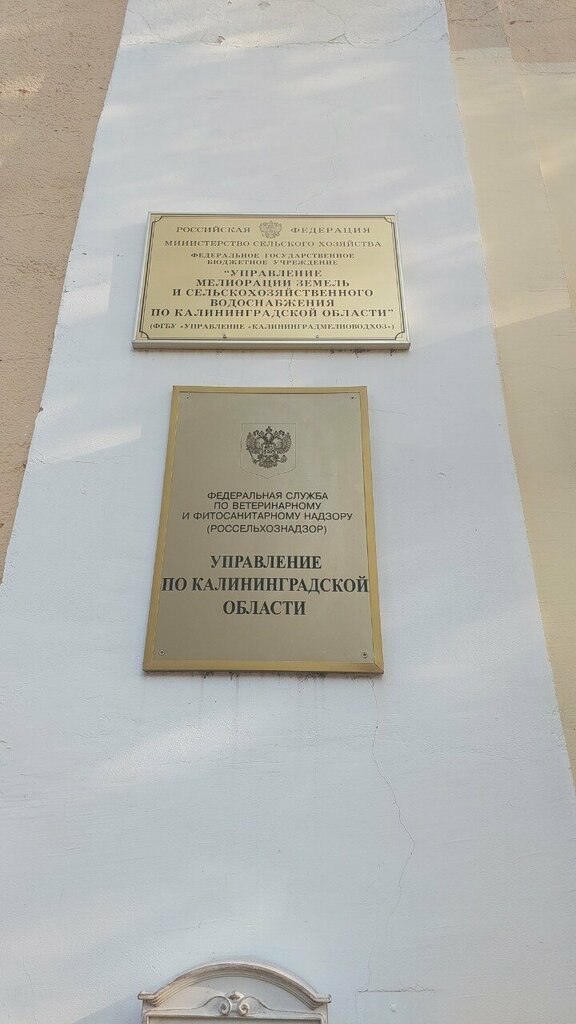 РОССИЙСКАЯ ФЕДЕРАЦИЯ
МИНИСТЕРСТВО СЕЛЬСКОГО ХОЗЯЙСТВА
ФЕДЕРАЛЬНОЕ ГОСУДАРСТВЕННОЕ
БЮДЖЕТНОЕ УЧРЕЖДЕНИЕ
"УПРАВЛЕНИЕ
МЕЛИОРАЦИИ ЗЕМЕЛЬ
И СЕЛЬСКОХОЗЯЙСТВЕННОГО
ВОДОСНАБЖЕНИЯ
ПО КАЛИНИНГРАДСКОЙ ОБЛАСТИ"
(ФГБУ «УПРАВЛЕНИЕ «КАЛИНИНГРАДМЕЛИОВОДХОЗ»)
ФЕДЕРАЛЬНАЯ СЛУЖБА
ПО ВЕТЕРИНАРНОМУ
И ФИТОСАНИТАРНОМУ НАДЗОРУ
(РОССЕЛЬХОЗНАДЗОР)
УПРАВЛЕНИЕ
ПО КАЛИНИНГРАДСКОЙ
ОБЛАСТИ